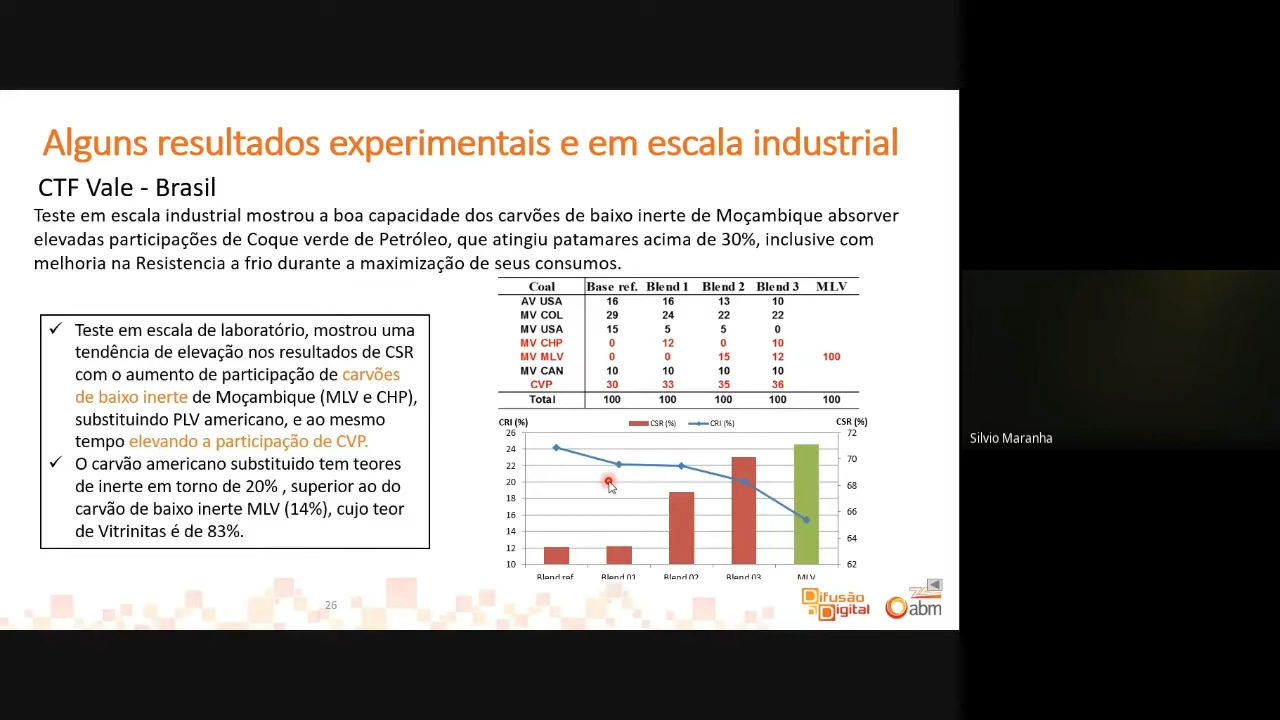 Alguns resultados experimentais e em escala industrial
CTF Vale - Brasil
Teste em escala industrial mostrou a boa capacidade dos carvões de baixo inerte de Moçambique absorver
elevadas participações de Coque verde de Petróleo, que atingiu patamares acima de 30%, inclusive com
melhoria na Resistencia a frio durante a maximização de seus consumos.
✓ Teste em escala de laboratório, mostrou uma
tendência de elevação nos resultados de CSR
com o aumento de participação de carvões
de baixo inerte de Moçambique (MLV e CHP),
substituindo PLV americano, e ao mesmo
tempo elevando a participação de CVP.
✓ O carvão americano substituido tem teores
de inerte em torno de 20% , superior ao do
carvão de baixo inerte MLV (14%), cujo teor
de Vitrinitas é de 83%.
Coal Base ref. Blend 1 Blend 2 Blend 3 MLV
AV USA 16 16 13 10
MV COL 29 24 22 22
MV USA 15 5 5 0
MV CHP 0 12 0 10
MV MLV 0 0 15 12 100
MV CAN 10 10 10 10
CVP 30 33 35 36
Total 100 100 100 100 100
CRI (%) CSR (%) CRI (%) CSR (%)
26 72
24 70
22
20 68
18
16 66
14 64
12
10 62
Blend ref Blend 01 Blend 02 Blend 03 MLV
26
Difusão
Digital
abm
Silvio Maranha